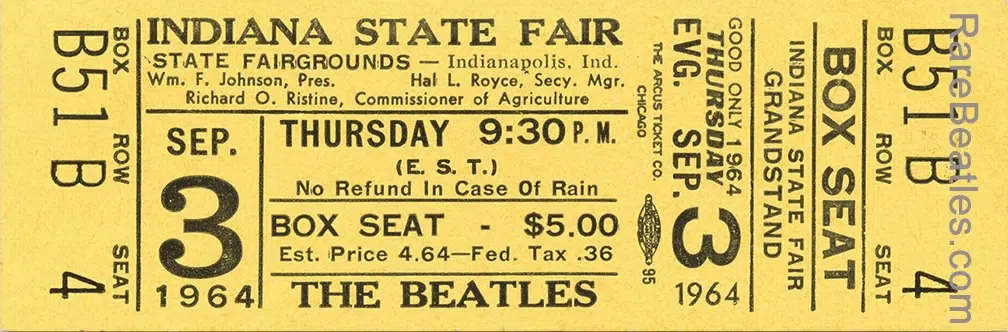 BOX ROW SEAT
B51 B 4
INDIANA STATE FAIR
STATE FAIRGROUNDS — Indianapolis, Ind.
Wm. F. Johnson, Pres. Hal L. Royce, Secy. Mgr.
Richard O. Ristine, Commissioner of Agriculture
SEP.
3
1964
THURSDAY 9:30 P.M.
(E. S. T.)
No Refund In Case Of Rain
BOX SEAT - $5.00
Est. Price 4.64—Fed. Tax .36
THE BEATLES
THE ARCUS TICKET CO.
CHICAGO
95
GOOD ONLY 1964
THURSDAY
EVG. SEP.
3
1964
INDIANA STATE FAIR
GRANDSTAND
BOX SEAT
BOX ROW SEAT
B51 B 4
RareBeatles.com